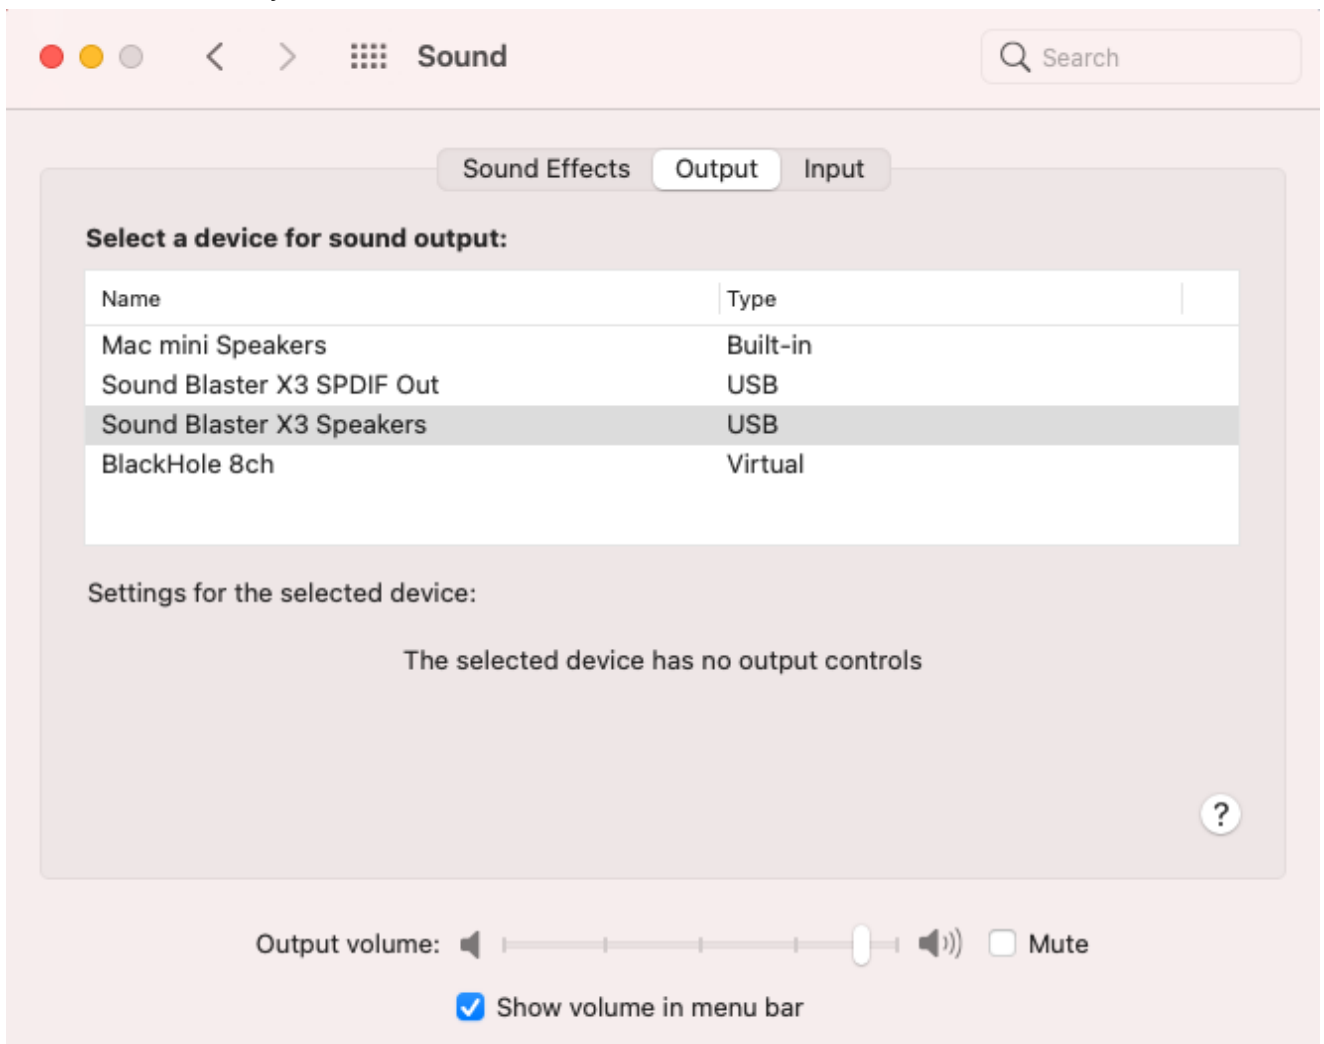 Sound
Search
Sound Effects Output Input
Select a device for sound output:
Name Type
Mac mini Speakers Built-in
Sound Blaster X3 SPDIF Out USB
Sound Blaster X3 Speakers USB
BlackHole 8ch Virtual
Settings for the selected device:
The selected device has no output controls
?
Output volume: Mute
Show volume in menu bar